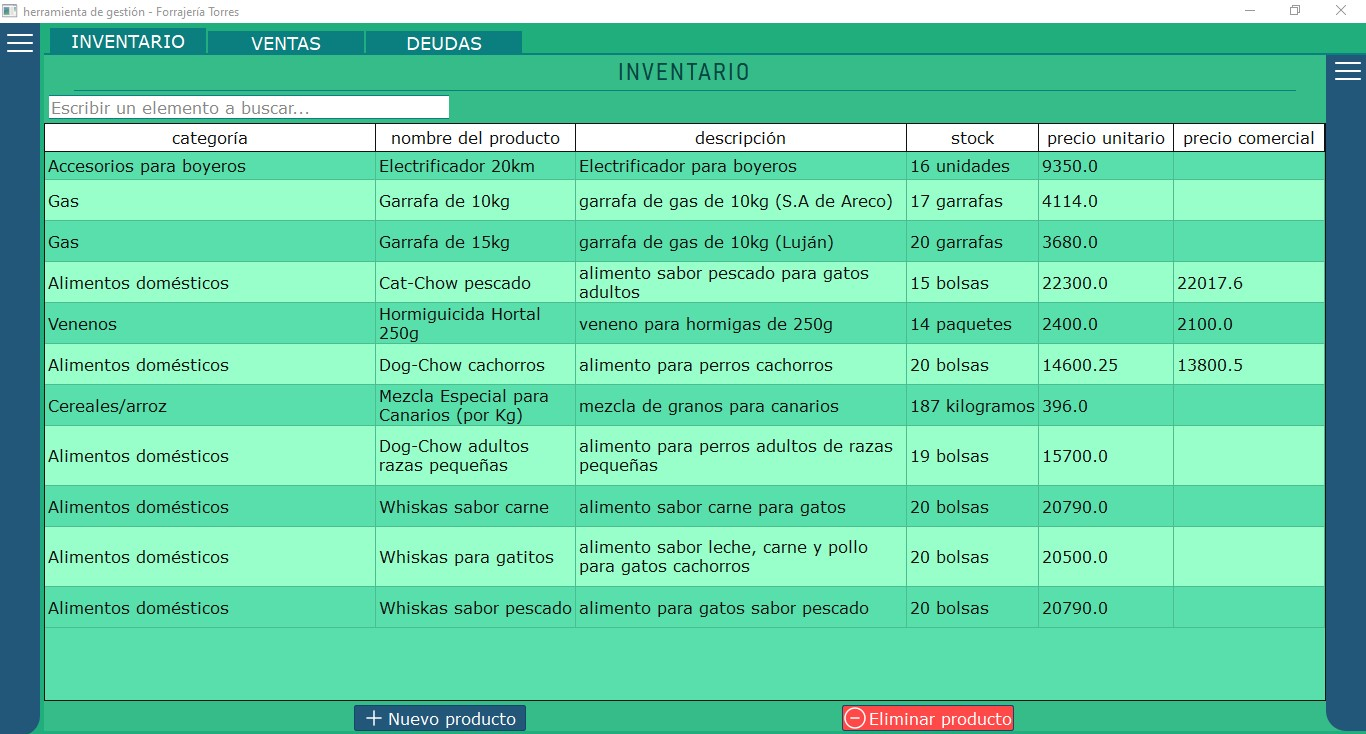 herramienta de gestión - Forrajería Torres
INVENTARIO VENTAS DEUDAS
INVENTARIO
Escribir un elemento a buscar...
categoría nombre del producto descripción stock precio unitario precio comercial
Accesorios para boyeros Electrificador 20km Electrificador para boyeros 16 unidades 9350.0
Gas Garrafa de 10kg garrafa de gas de 10kg (S.A de Areco) 17 garrafas 4114.0
Gas Garrafa de 15kg garrafa de gas de 10kg (Luján) 20 garrafas 3680.0
Alimentos domésticos Cat-Chow pescado alimento sabor pescado para gatos
adultos 15 bolsas 22300.0 22017.6
Venenos Hormiguicida Hortal
250g veneno para hormigas de 250g 14 paquetes 2400.0 2100.0
Alimentos domésticos Dog-Chow cachorros alimento para perros cachorros 20 bolsas 14600.25 13800.5
Cereales/arroz Mezcla Especial para
Canarios (por Kg) mezcla de granos para canarios 187 kilogramos 396.0
Alimentos domésticos Dog-Chow adultos
razas pequeñas alimento para perros adultos de razas
pequeñas 19 bolsas 15700.0
Alimentos domésticos Whiskas sabor carne alimento sabor carne para gatos 20 bolsas 20790.0
Alimentos domésticos Whiskas para gatitos alimento sabor leche, carne y pollo
para gatos cachorros 20 bolsas 20500.0
Alimentos domésticos Whiskas sabor pescado alimento para gatos sabor pescado 20 bolsas 20790.0
Nuevo producto Eliminar producto